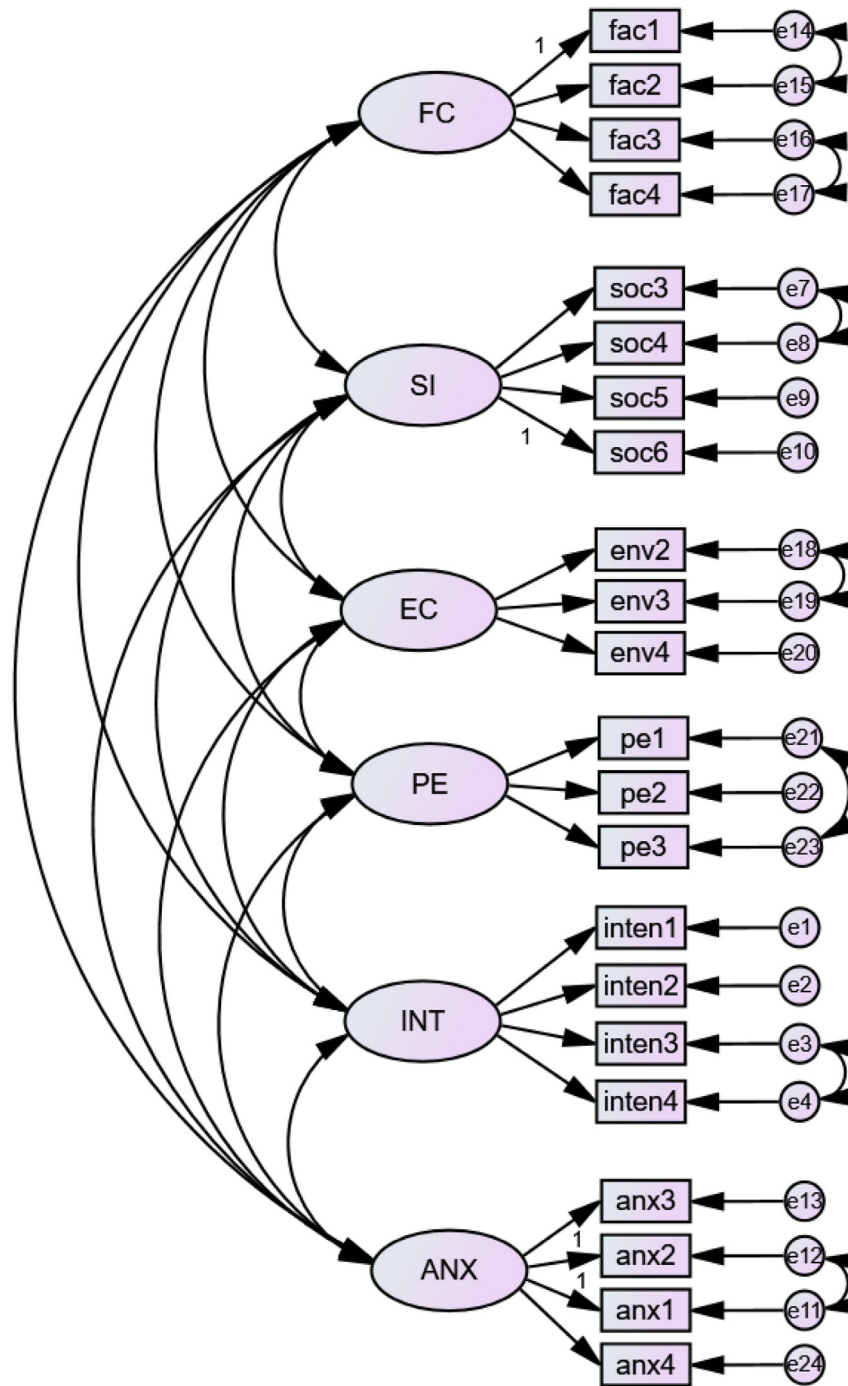 fac1 e14
1
fac2 e15
FC
fac3 e16
fac4 e17
soc3 e7
soc4 e8
SI
soc5 e9
1
soc6 e10
env2 e18
env3 e19
EC
env4 e20
pe1 e21
PE
pe2 e22
pe3 e23
inten1 e1
inten2 e2
INT
inten3 e3
inten4 e4
anx3 e13
1
anx2 e12
ANX
1
anx1 e11
anx4 e24